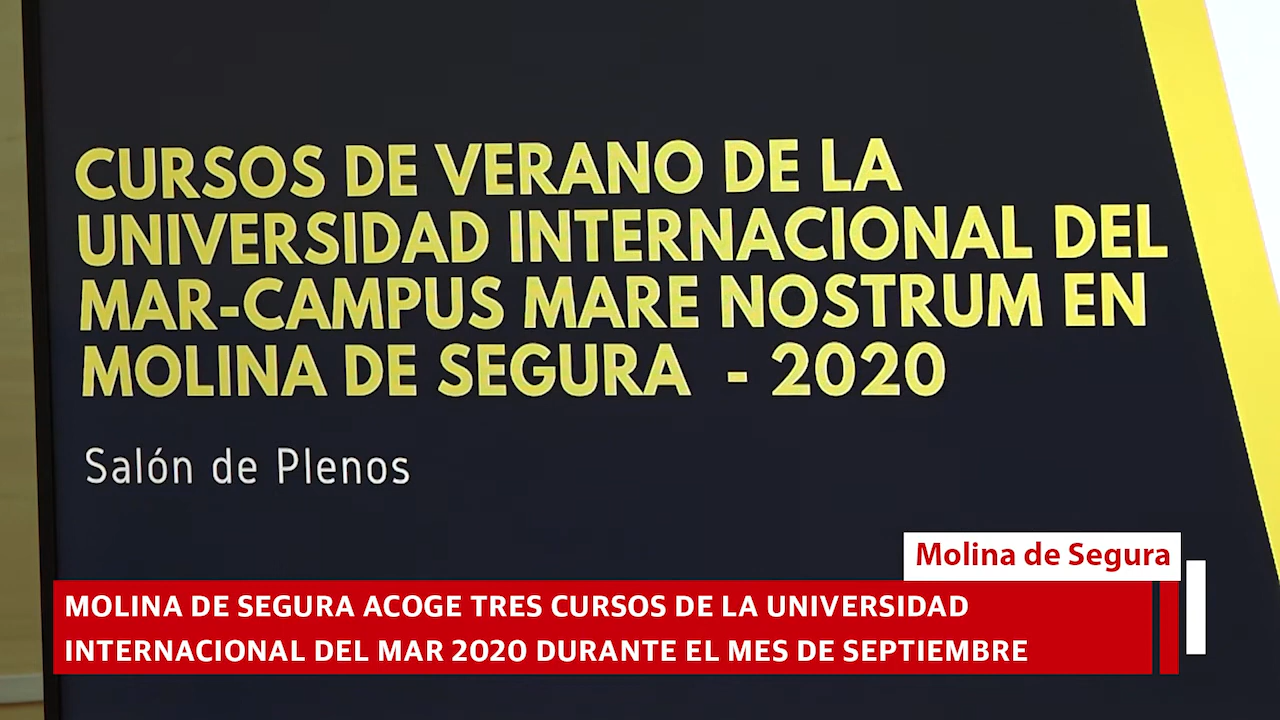 CURSOS DE VERANO DE LA
UNIVERSIDAD INTERNACIONAL DEL
MAR-CAMPUS MARE NOSTRUM EN
MOLINA DE SEGURA - 2020
Salón de Plenos
Molina de Segura
MOLINA DE SEGURA ACOGE TRES CURSOS DE LA UNIVERSIDAD
INTERNACIONAL DEL MAR 2020 DURANTE EL MES DE SEPTIEMBRE